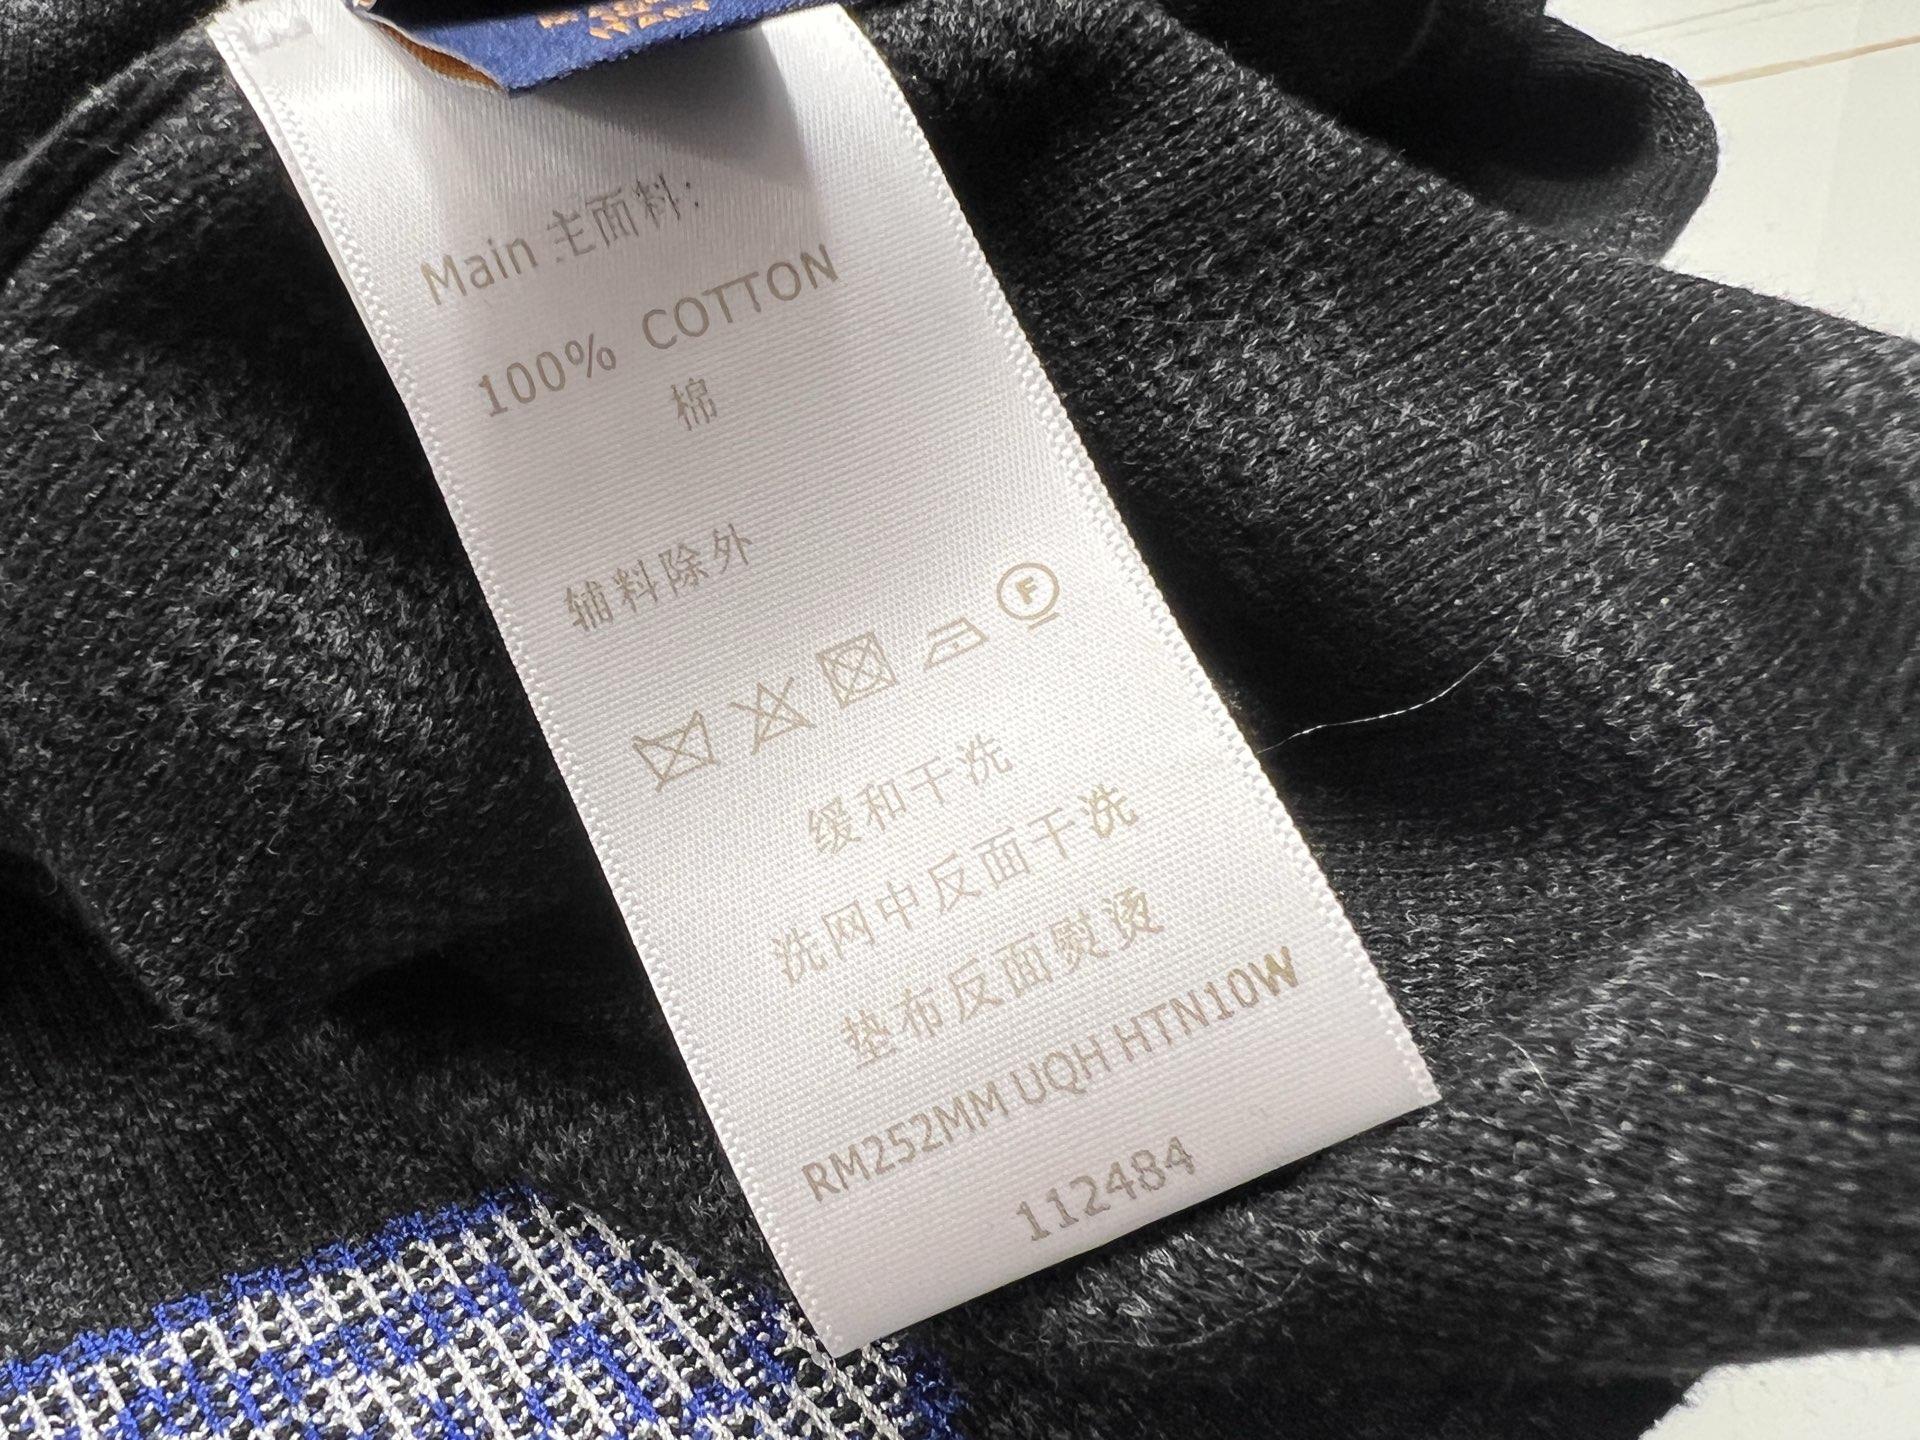 Main 主面料:
100% COTTON
棉
辅料除外
F
缓和干洗
洗网中反面干洗
垫布反面熨烫
RM252MM UQH HTN10W
112484